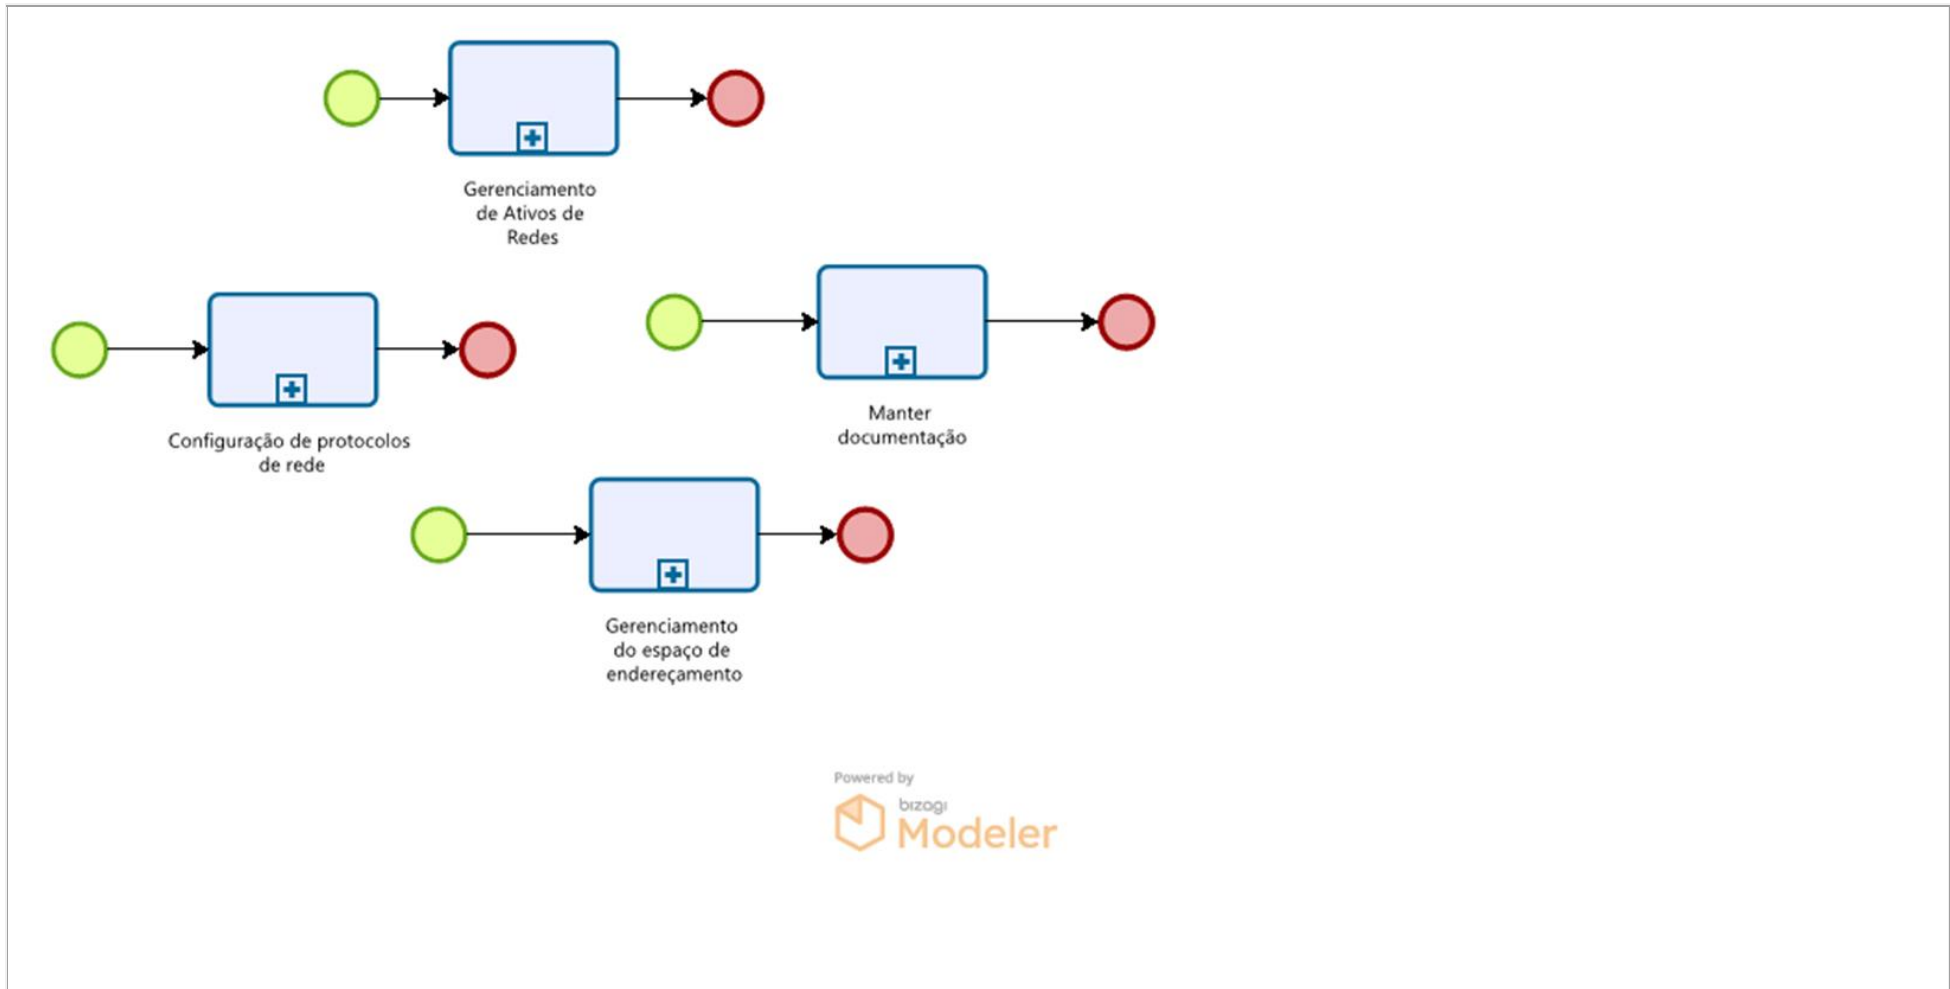 Gerenciamento
de Ativos de
Redes
Configuração de protocolos
de rede
Manter
documentação
Gerenciamento
do espaço de
endereçamento
Powered by
bizagi
Modeler